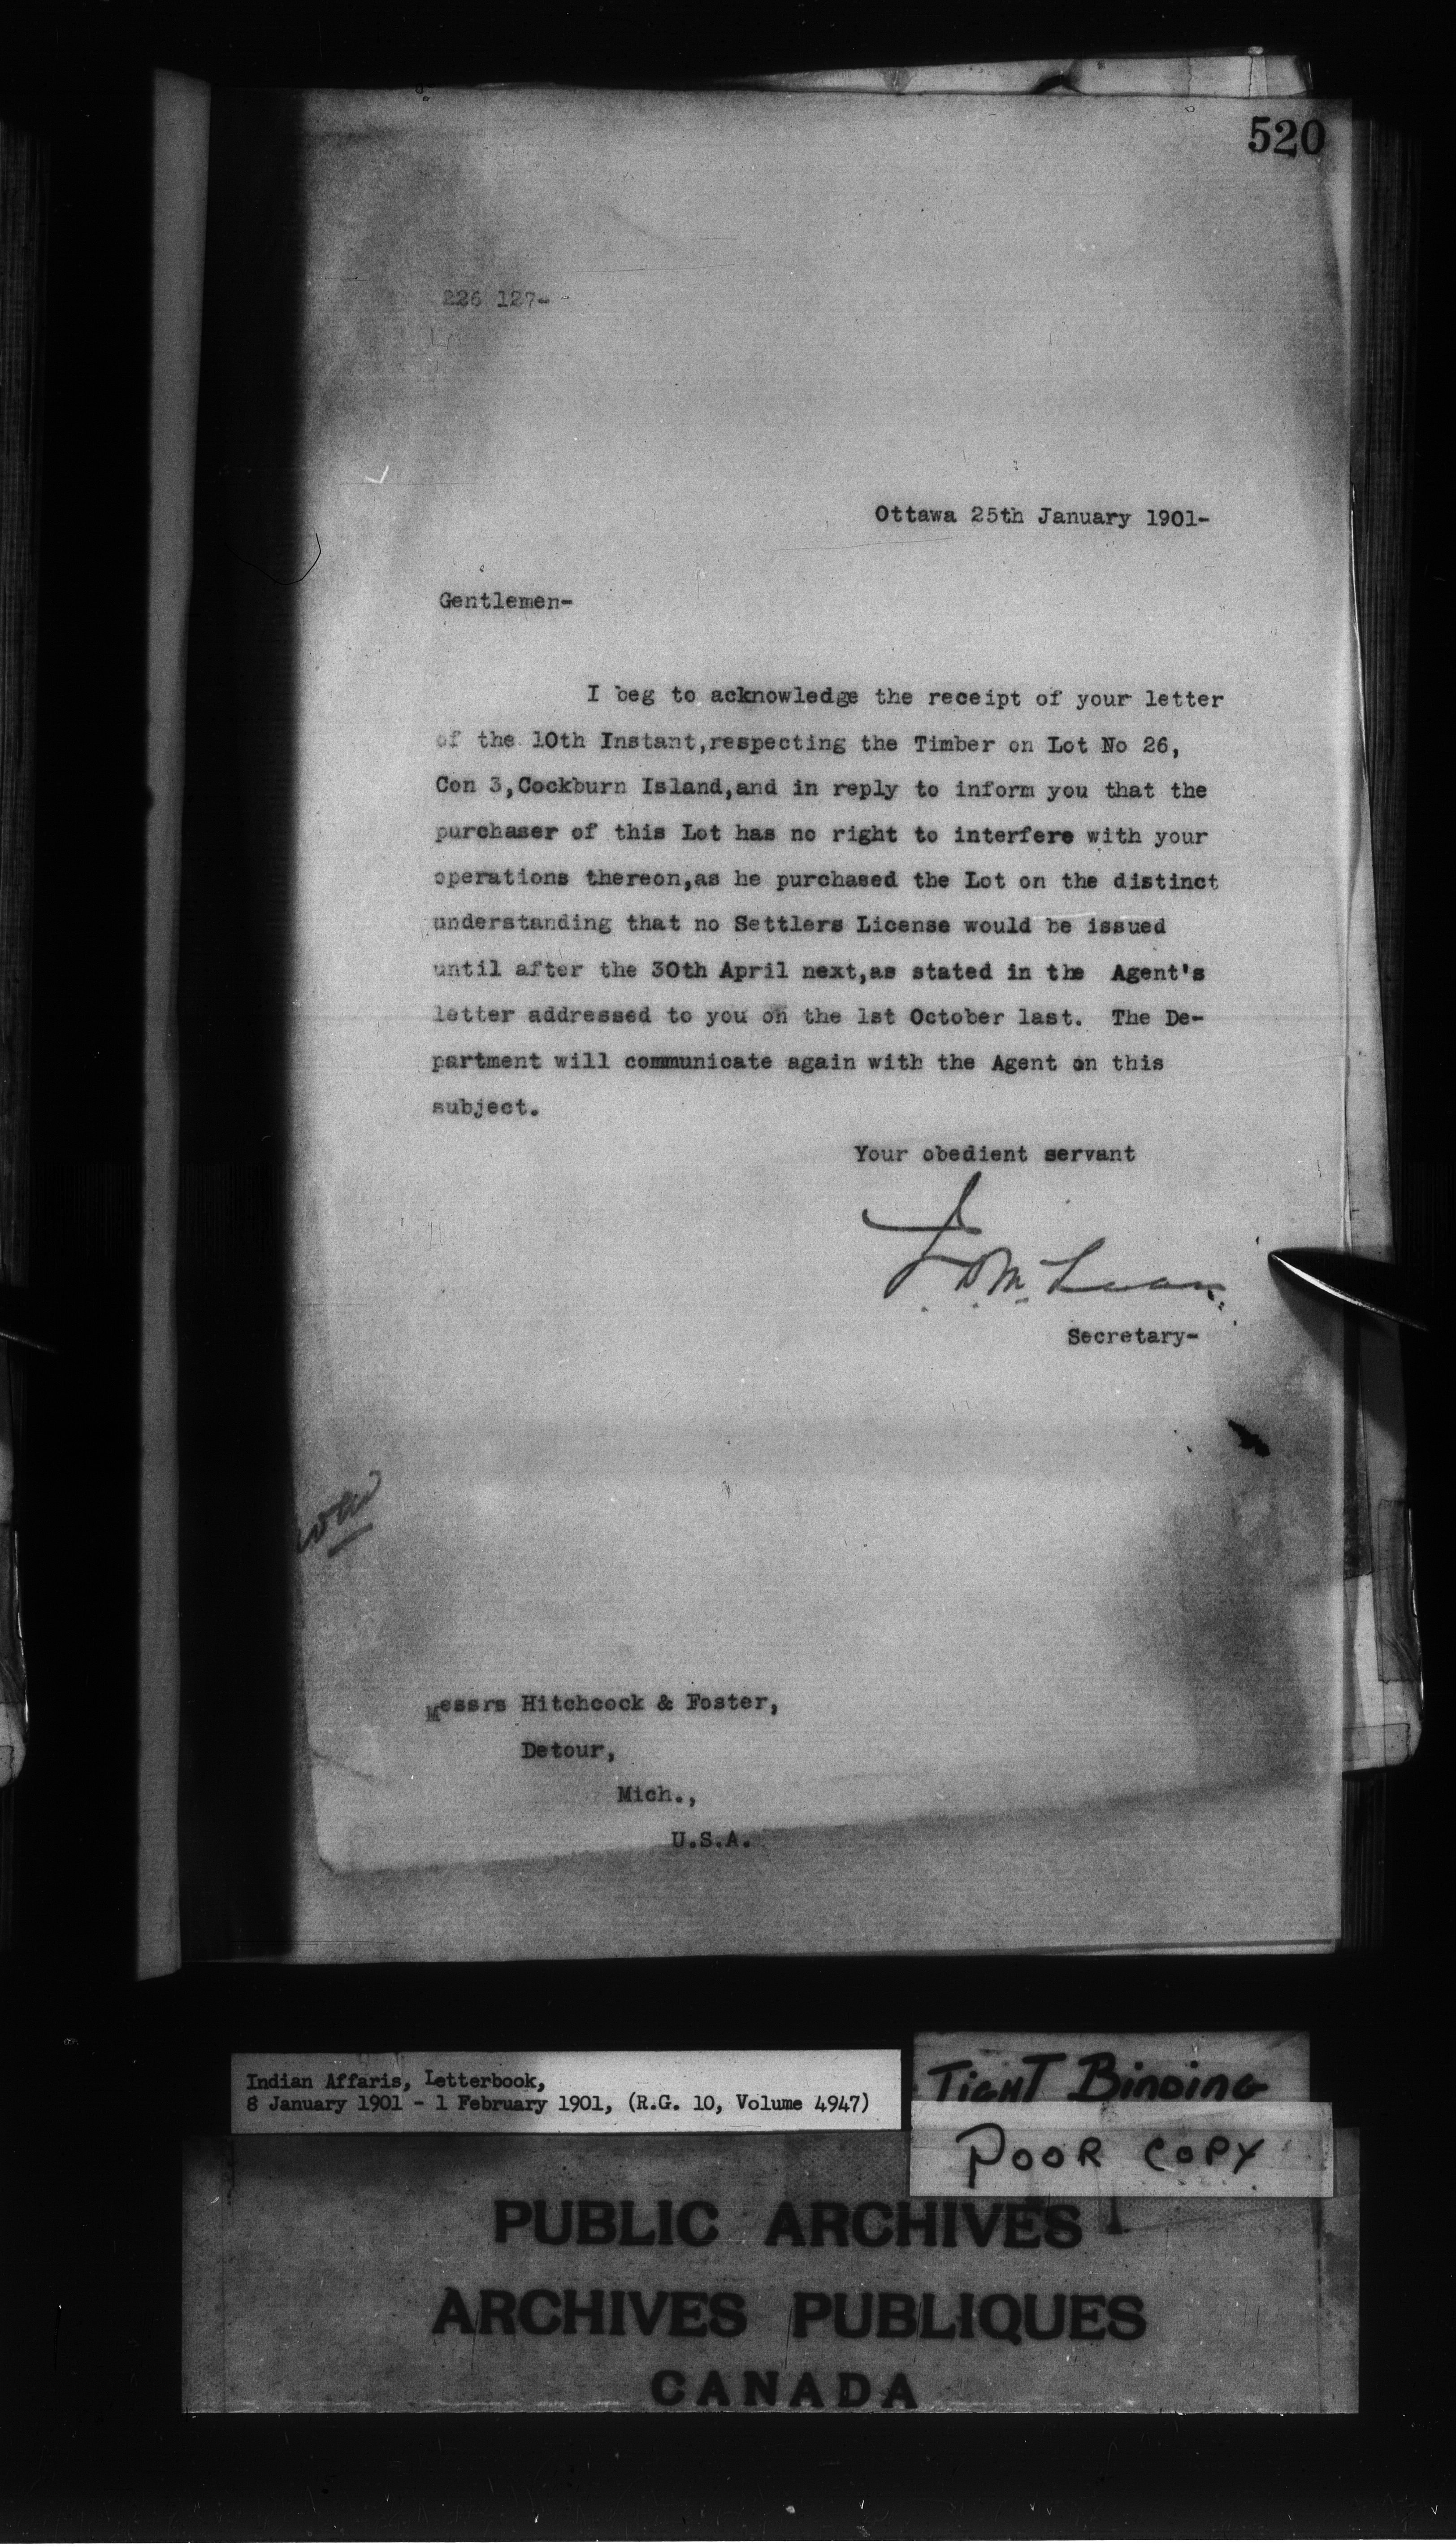 520
226 127-
Ottawa 25th January 1901-
Gentlemen-
I beg to acknowledge the receipt of your letter
of the 10th Instant,respecting the Timber on Lot No 26,
Con 3,Cockburn Island,and in reply to inform you that the
purchaser of this Lot has no right to interfere with your
operations thereon,as he purchased the Lot on the distinct
understanding that no Settlers License would be issued
until after the 30th April next,as stated in the Agent's
letter addressed to you on the 1st October last. The De-
partment will communicate again with the Agent on this
subject.
Your obedient servant
J. D. McLean
Secretary-
Messrs Hitchcock & Foster,
Detour,
Mich.,
U.S.A.
Indian Affaris, Letterbook,
8 January 1901 - 1 February 1901, (R.G. 10, Volume 4947)
TIGHT BINDING
POOR COPY
PUBLIC ARCHIVES
ARCHIVES PUBLIQUES
CANADA